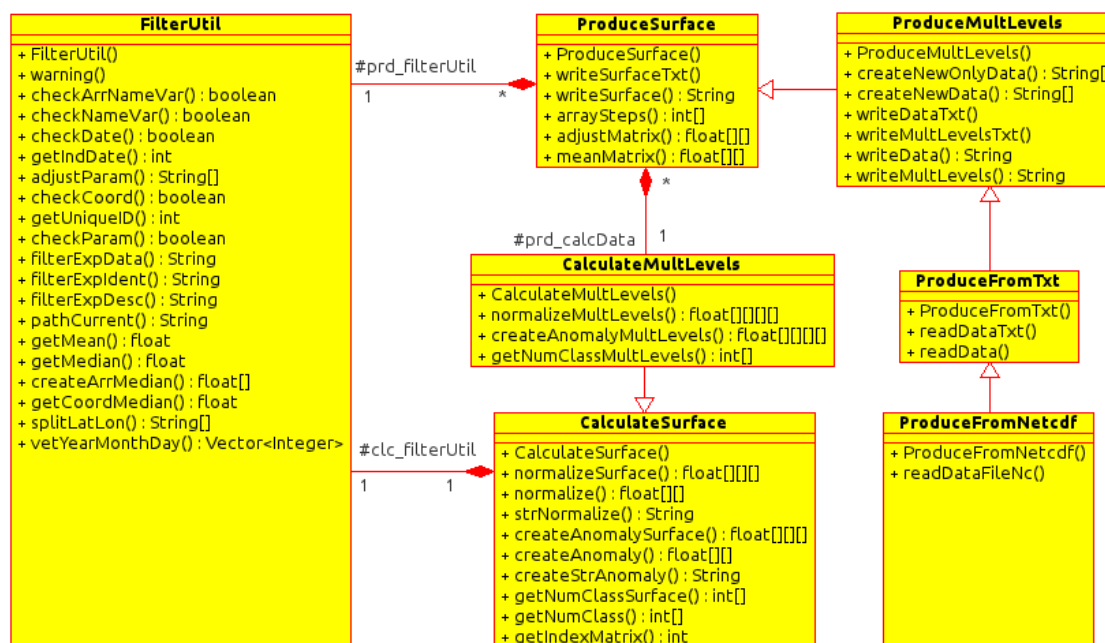 FilterUtil
+ FilterUtil()
+ warning()
+ checkArrNameVar() : boolean
+ checkNameVar() : boolean
+ checkDate() : boolean
+ getIndDate() : int
+ adjustParam() : String[]
+ checkCoord() : boolean
+ getUniqueID() : int
+ checkParam() : boolean
+ filterExpData() : String
+ filterExpIdent() : String
+ filterExpDesc() : String
+ pathCurrent() : String
+ getMean() : float
+ getMedian() : float
+ createArrMedian() : float[]
+ getCoordMedian() : float
+ splitLatLon() : String[]
+ vetYearMonthDay() : Vector<Integer>
#prd_filterUtil
1
*
ProduceSurface
+ ProduceSurface()
+ writeSurfaceTxt()
+ writeSurface() : String
+ arraySteps() : int[]
+ adjustMatrix() : float[][]
+ meanMatrix() : float[][]
*
#prd_calcData
1
ProduceMultLevels
+ ProduceMultLevels()
+ createNewOnlyData() : String[
+ createNewData() : String[]
+ writeDataTxt()
+ writeMultLevelsTxt()
+ writeData() : String
+ writeMultLevels() : String
CalculateMultLevels
+ CalculateMultLevels()
+ normalizeMultLevels() : float[][][][]
+ createAnomalyMultLevels() : float[][][][]
+ getNumClassMultLevels() : int[]
ProduceFromTxt
+ ProduceFromTxt()
+ readDataTxt()
+ readData()
#clc_filterUtil
1
1
CalculateSurface
+ CalculateSurface()
+ normalizeSurface() : float[][][]
+ normalize() : float[][]
+ strNormalize() : String
+ createAnomalySurface() : float[][][]
+ createAnomaly() : float[][]
+ createStrAnomaly() : String
+ getNumClassSurface() : int[]
+ getNumClass() : int[]
+ getIndexMatrix() : int
ProduceFromNetcdf
+ ProduceFromNetcdf()
+ readDataFileNc()